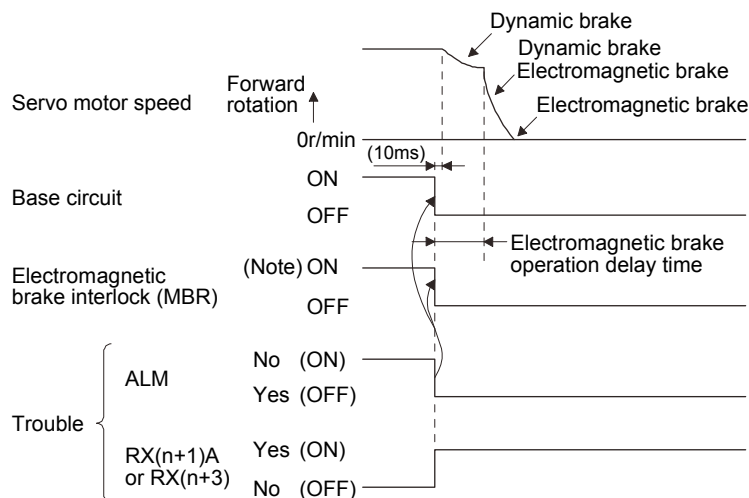 Dynamic brake
Dynamic brake
Electromagnetic brake
Electromagnetic brake
Servo motor speed
Forward
rotation
0r/min
(10ms)
Base circuit
ON
OFF
Electromagnetic brake
operation delay time
Electromagnetic
brake interlock (MBR)
(Note) ON
OFF
Trouble
ALM
No (ON)
Yes (OFF)
RX(n+1)A
or RX(n+3)
Yes (ON)
No (OFF)